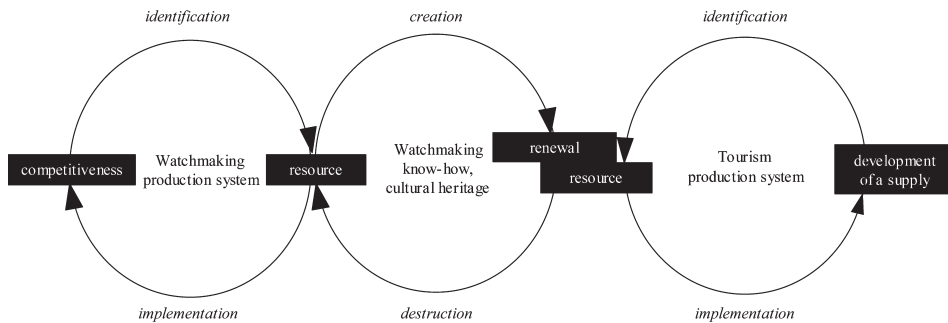 identification
creation
identification
competitiveness
Watchmaking
production system
resource
Watchmaking
know-how,
cultural heritage
renewal
resource
Tourism
production system
development
of a supply
implementation
destruction
implementation